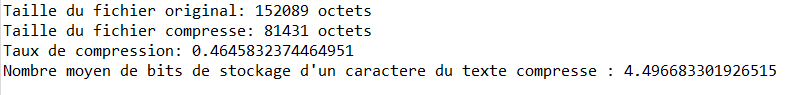 Taille du fichier original: 152089 octets
Taille du fichier compresse: 81431 octets
Taux de compression: 0.4645832374464951
Nombre moyen de bits de stockage d'un caractere du texte compresse : 4.496683301926515